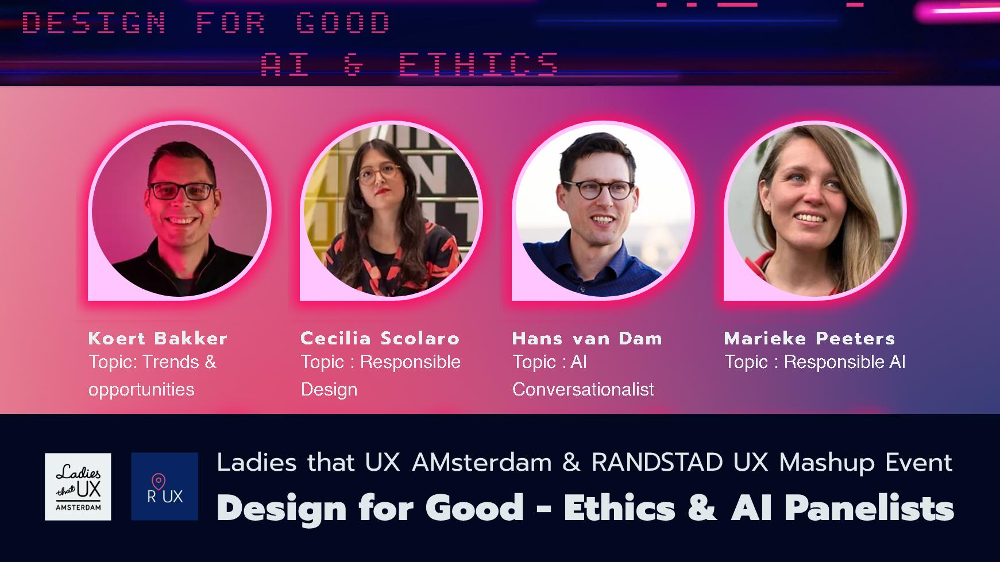 DESIGN FOR GOOD
AI & ETHICS
Koert Bakker
Topic: Trends &
opportunities
Cecilia Scolaro
Topic : Responsible
Design
Hans van Dam
Topic : AI
Conversationalist
Marieke Peeters
Topic : Responsible AI
Ladies
that UX
AMSTERDAM
R UX
Ladies that UX AMsterdam & RANDSTAD UX Mashup Event
Design for Good - Ethics & AI Panelists